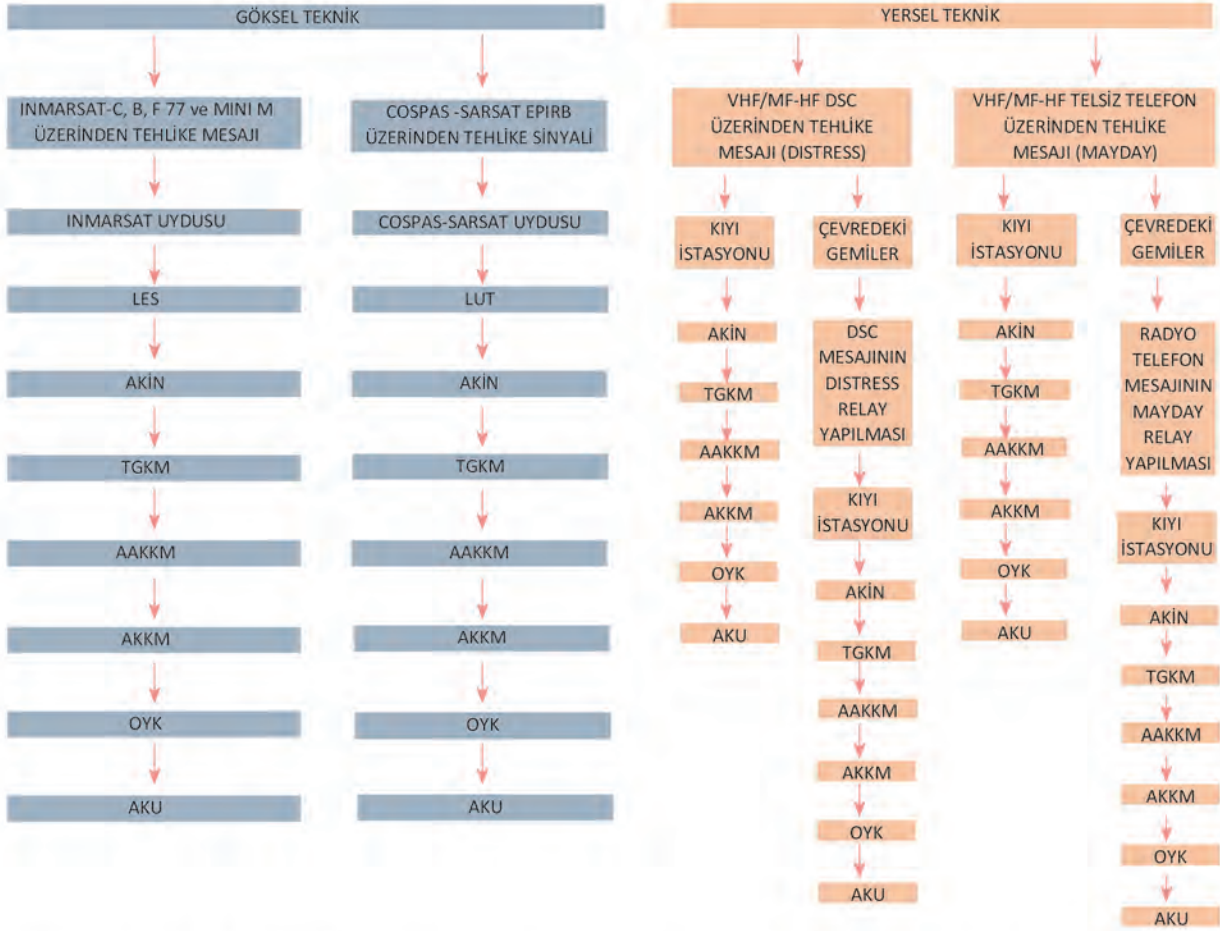 GÖKSEL TEKNİK
INMARSAT-C, B, F 77 ve MINI M
ÜZERİNDEN TEHLİKE MESAJI
INMARSAT UYDUSU
LES
AKİN
TGKM
AAKKM
AKKM
OYK
AKU
COSPAS -SARSAT EPIRB
ÜZERİNDEN TEHLİKE SİNYALİ
COSPAS-SARSAT UYDUSU
LUT
AKİN
TGKM
AAKKM
AKKM
OYK
AKU
YERSEL TEKNİK
VHF/MF-HF DSC
ÜZERİNDEN TEHLİKE
MESAJI (DISTRESS)
KIYI
İSTASYONU
AKİN
TGKM
AAKKM
AKKM
OYK
AKU
ÇEVREDEKİ
GEMİLER
DSC
MESAJININ
DISTRESS
RELAY
YAPILMASI
KIYI
İSTASYONU
AKİN
TGKM
AAKKM
AKKM
OYK
AKU
VHF/MF-HF TELSİZ TELEFON
ÜZERİNDEN TEHLİKE
MESAJI (MAYDAY)
KIYI
İSTASYONU
AKİN
TGKM
AAKKM
AKKM
OYK
AKU
ÇEVREDEKİ
GEMİLER
RADYO
TELEFON
MESAJININ
MAYDAY
RELAY
YAPILMASI
KIYI
İSTASYONU
AKİN
TGKM
AAKKM
AKKM
OYK
AKU